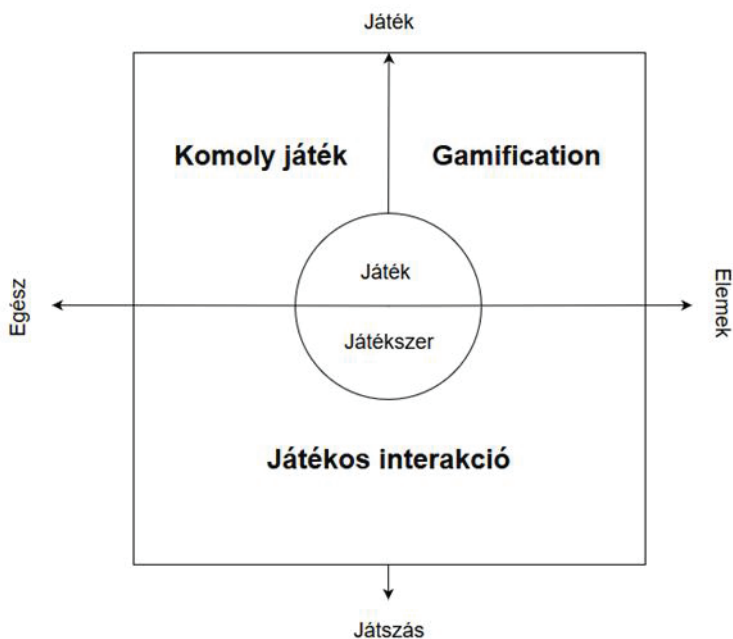 Játék
Komoly játék
Gamification
Játék
Egész
Elemek
Játékszer
Játékos interakció
Játszás